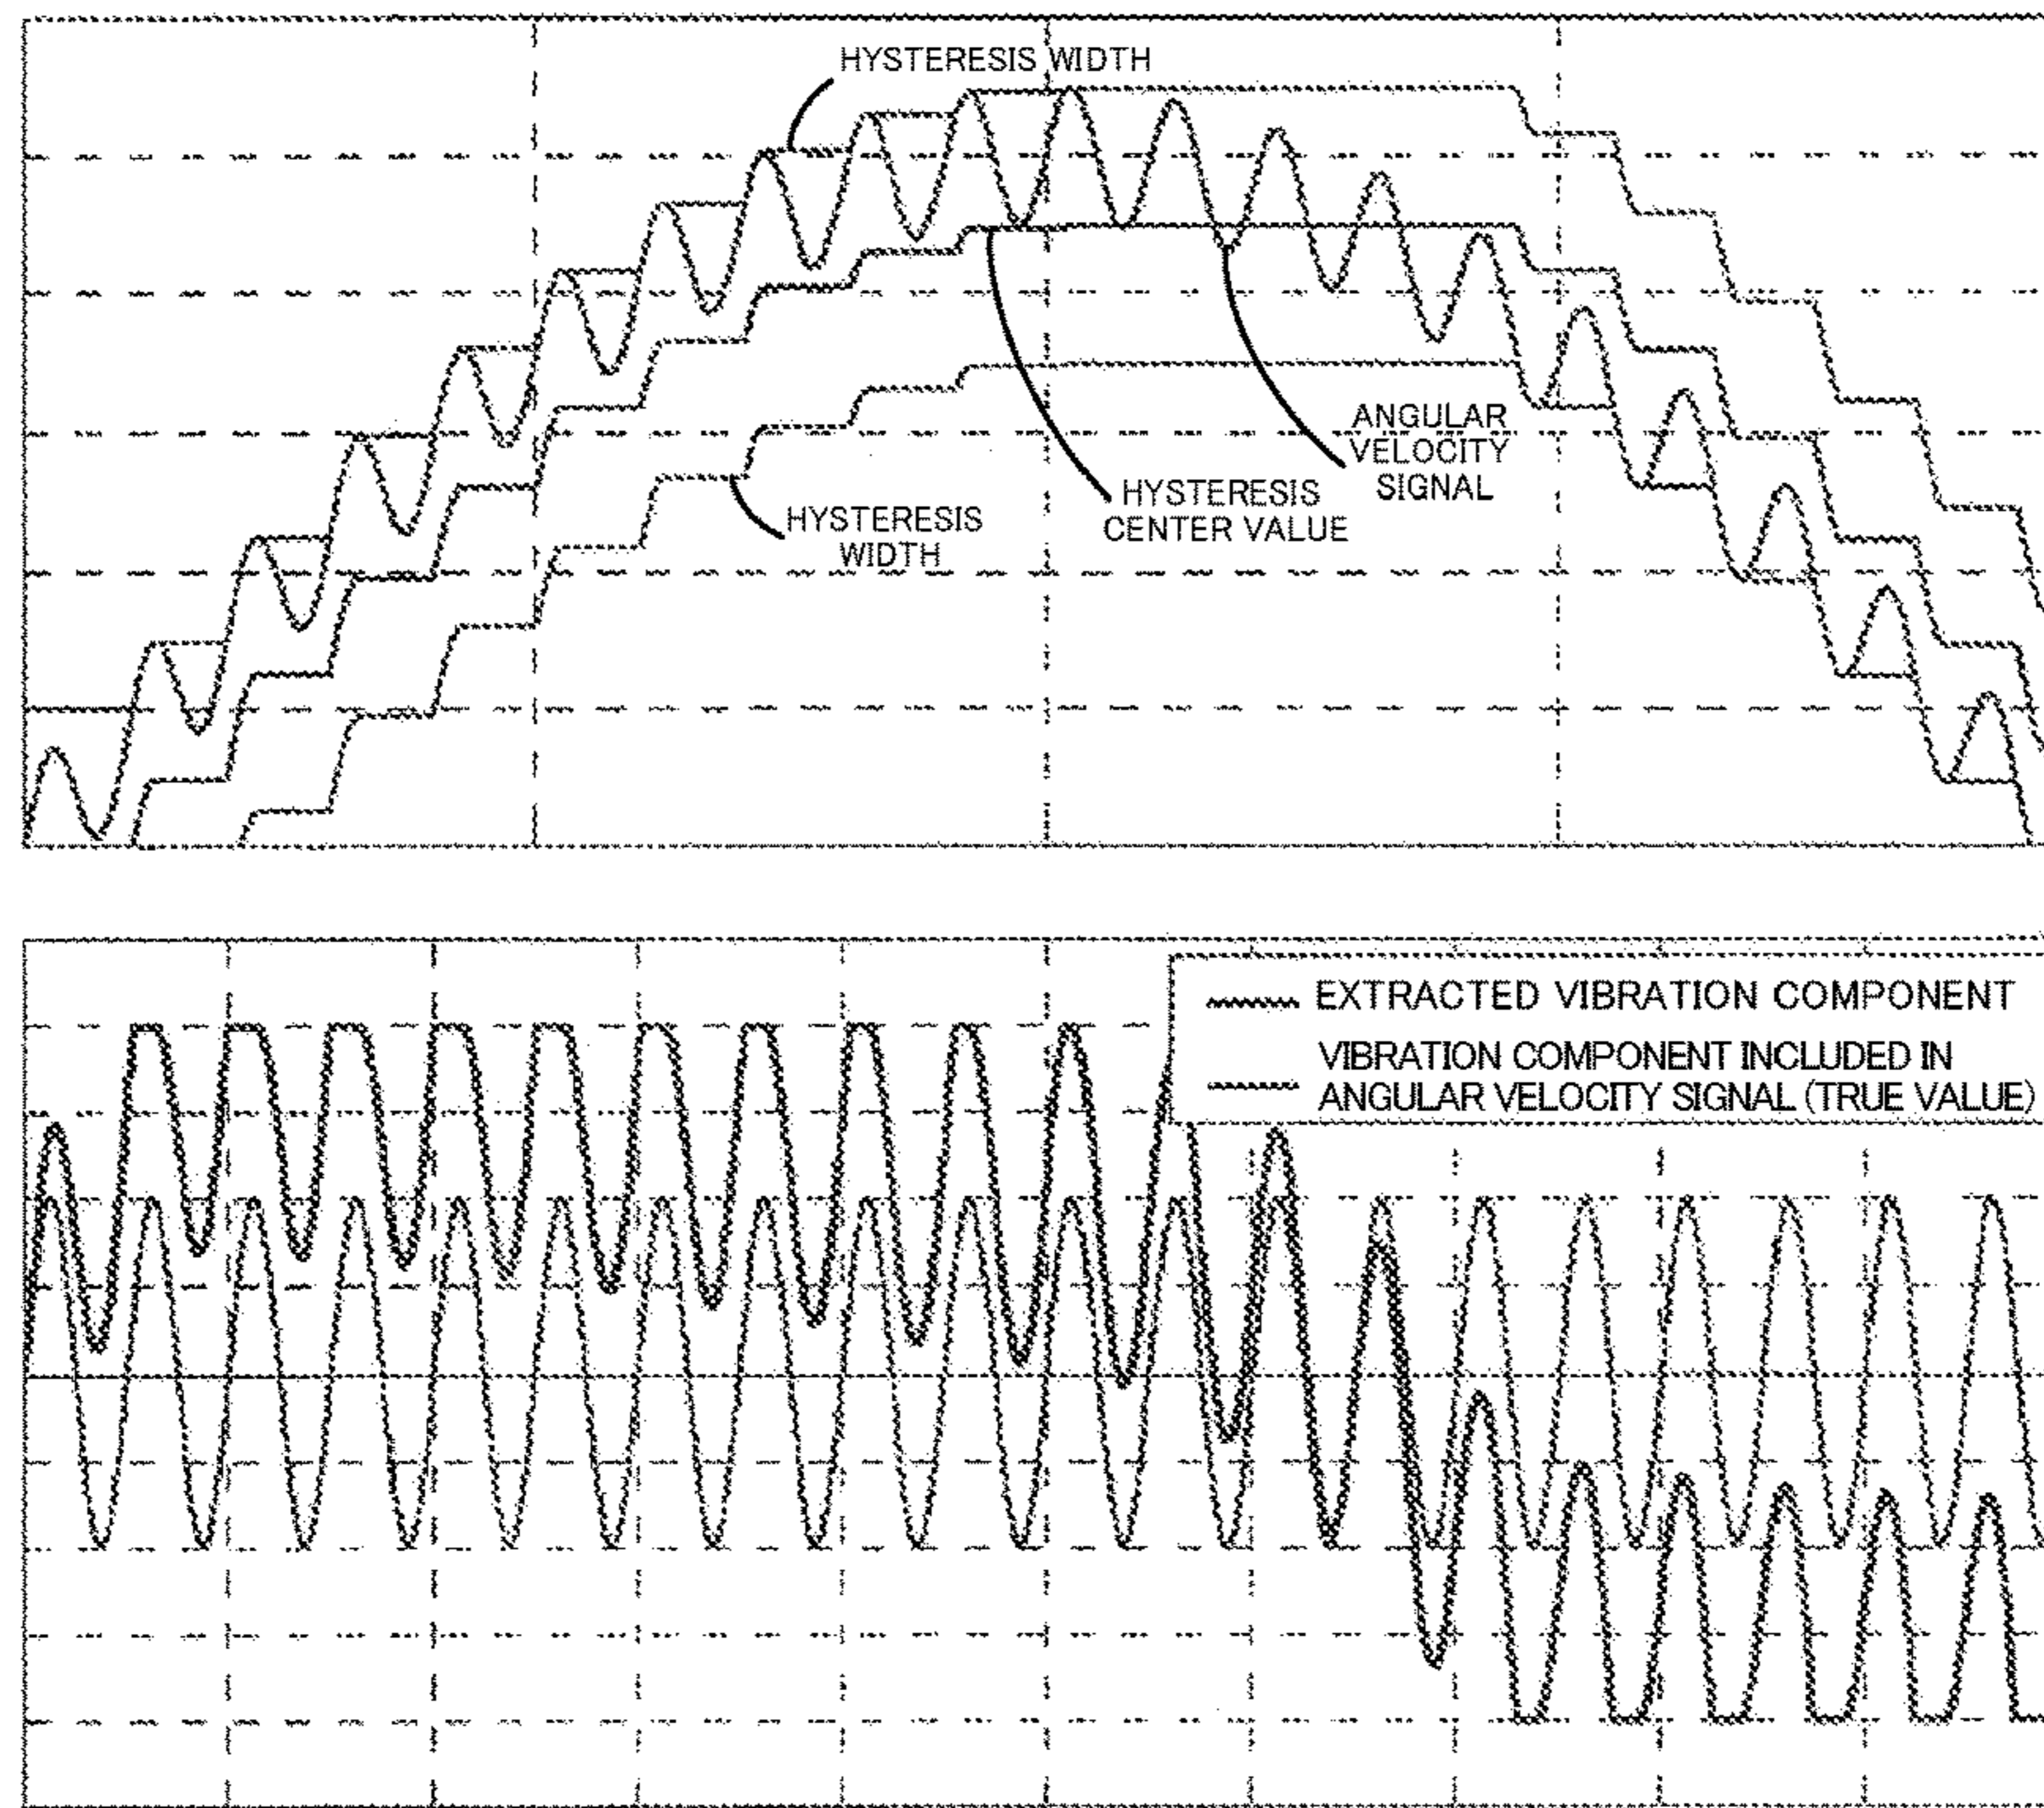 HYSTERESIS WIDTH
ANGULAR
VELOCITY
SIGNAL
HYSTERESIS
CENTER VALUE
HYSTERESIS
WIDTH
EXTRACTED VIBRATION COMPONENT
VIBRATION COMPONENT INCLUDED IN
ANGULAR VELOCITY SIGNAL (TRUE VALUE)